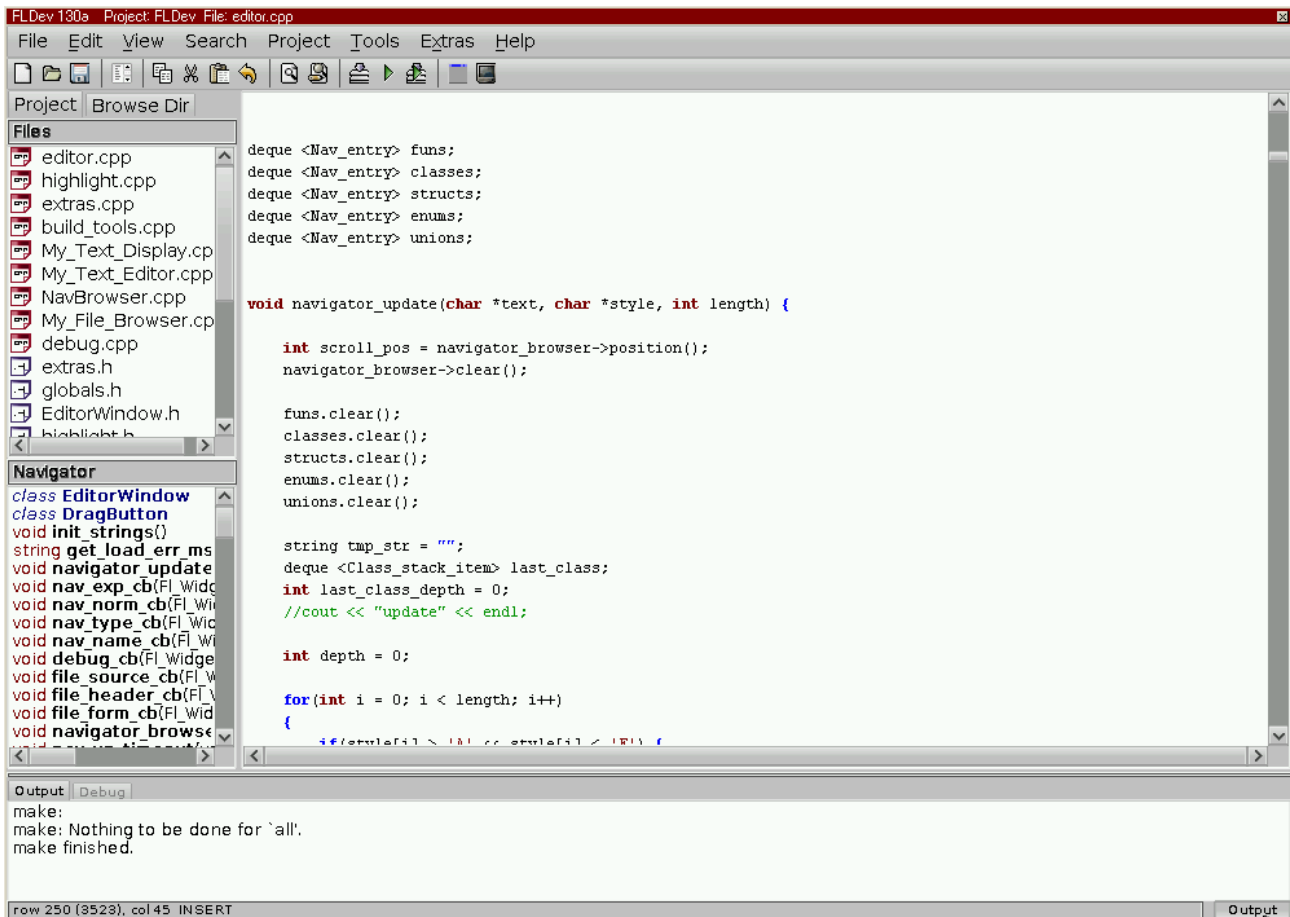 FLDev 130a Project: FLDev File: editor.cpp
File Edit View Search Project Tools Extras Help
Project Browse Dir
Files
editor.cpp
highlight.cpp
extras.cpp
build_tools.cpp
My_Text_Display.cp
My_Text_Editor.cpp
NavBrowser.cpp
My_File_Browser.cp
debug.cpp
extras.h
globals.h
EditorWindow.h
highlight.h
Navigator
class EditorWindow
class DragButton
void init_strings()
string get_load_err_ms
void navigator_update
void nav_exp_cb(Fl_Widg
void nav_norm_cb(Fl_Wi
void nav_type_cb(Fl_Wid
void nav_name_cb(Fl_Wi
void debug_cb(Fl_Widge
void file_source_cb(Fl_W
void file_header_cb(Fl_\
void file_form_cb(Fl_Wid
void navigator_browse
deque <Nav_entry> funs;
deque <Nav_entry> classes;
deque <Nav_entry> structs;
deque <Nav_entry> enums;
deque <Nav_entry> unions;
void navigator_update(char *text, char *style, int length) {
int scroll_pos = navigator_browser->position();
navigator_browser->clear();
funs.clear();
classes.clear();
structs.clear();
enums.clear();
unions.clear();
string tmp_str = "";
deque <Class_stack_item> last_class;
int last_class_depth = 0;
//cout << "update" << endl;
int depth = 0;
for(int i = 0; i < length; i++)
{
Output Debug
make:
make: Nothing to be done for `all'.
make finished.
row 250 (3523), col 45 INSERT
Output